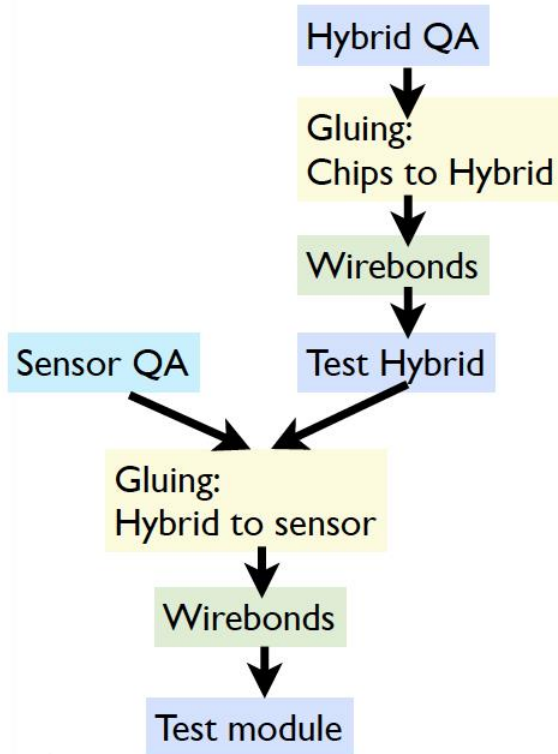 Hybrid QA
Gluing:
Chips to Hybrid
Wirebonds
Sensor QA
Test Hybrid
Gluing:
Hybrid to sensor
Wirebonds
Test module